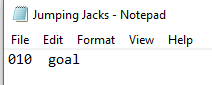 Jumping Jacks - Notepad
File Edit Format View Help
010 goal